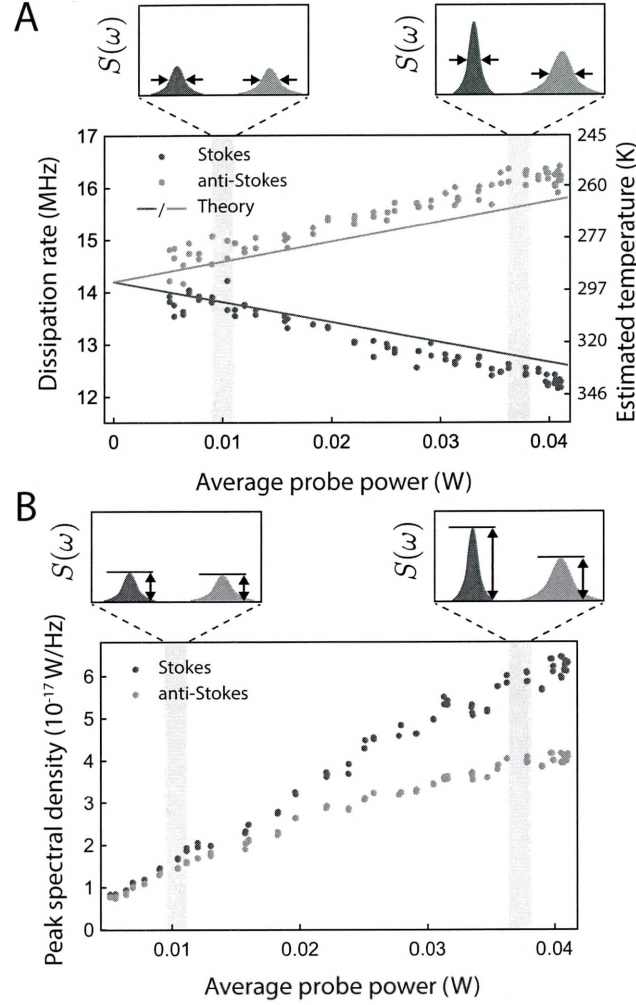 A
S(ω)
S(ω)
17
16
15
14
13
12
Dissipation rate (MHz)
Stokes
anti-Stokes
/ Theory
245
260
277
297
320
346
Estimated temperature (K)
0 0.01 0.02 0.03 0.04
Average probe power (W)
B
S(ω)
S(ω)
6
5
4
3
2
1
0
Peak spectral density (10⁻¹⁷ W/Hz)
Stokes
anti-Stokes
0.01 0.02 0.03 0.04
Average probe power (W)